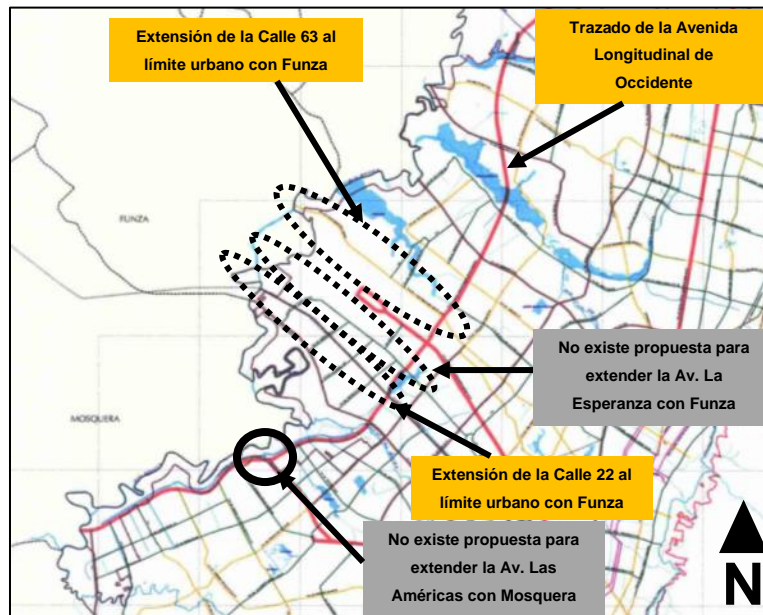 Extensión de la Calle 63 al
límite urbano con Funza
Trazado de la Avenida
Longitudinal de
Occidente
FUNZA
No existe propuesta para
extender la Av. La
Esperanza con Funza
MOSQUERA
Extensión de la Calle 22 al
límite urbano con Funza
No existe propuesta para
extender la Av. Las
Américas con Mosquera
N